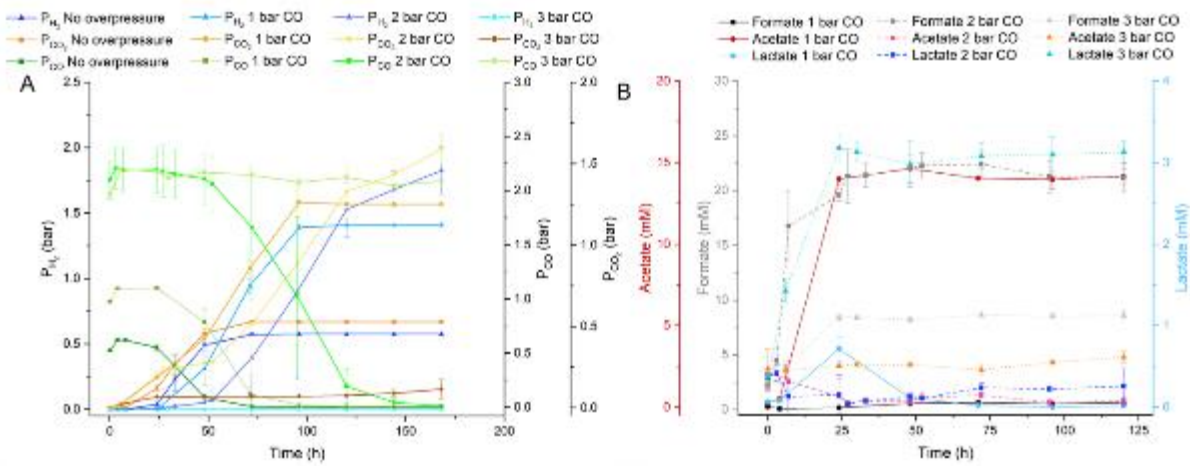 P_H₂ No overpressure P_H₂ 1 bar CO P_H₂ 2 bar CO P_H₂ 3 bar CO
P_CO₂ No overpressure P_CO₂ 1 bar CO P_CO₂ 2 bar CO P_CO₂ 3 bar CO
P_CO No overpressure P_CO 1 bar CO P_CO 2 bar CO P_CO 3 bar CO
A
2.5
2.0
1.5
1.0
0.5
0.0
P_H₂ (bar)
0 50 100 150 200
Time (h)
3.0
2.5
2.0
1.5
1.0
0.5
0.0
P_CO (bar)
2.0
1.5
1.0
0.5
0.0
P_CO₂ (bar)
Formate 1 bar CO Formate 2 bar CO Formate 3 bar CO
Acetate 1 bar CO Acetate 2 bar CO Acetate 3 bar CO
Lactate 1 bar CO Lactate 2 bar CO Lactate 3 bar CO
B
20
15
10
5
0
Acetate (mM)
30
25
20
15
10
5
0
Formate (mM)
0 25 50 75 100 125
Time (h)
4
3
2
1
0
Lactate (mM)